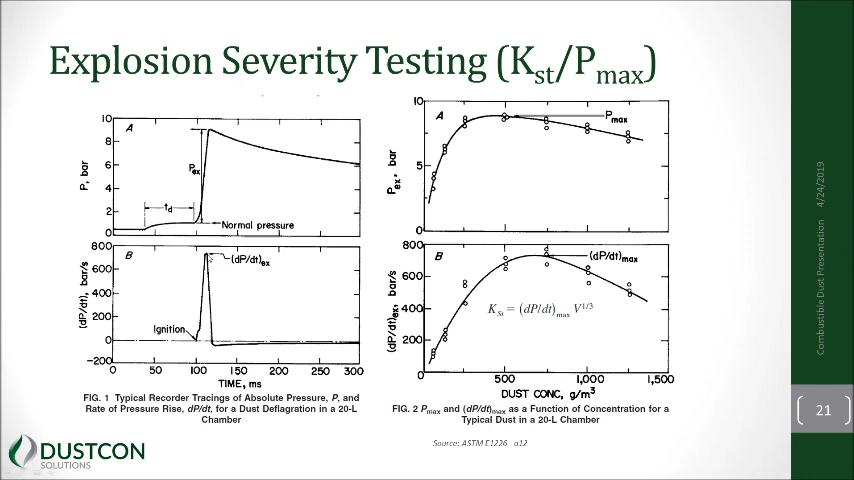 Explosion Severity Testing (Kst/Pmax)
10
8
6
4
2
0
P, bar
A
Pex
td
Normal pressure
800
600
400
200
0
-200
(dP/dt), bar/s
B
(dP/dt)ex
Ignition
0
50
100
150
200
250
300
TIME, ms
FIG. 1 Typical Recorder Tracings of Absolute Pressure, P, and
Rate of Pressure Rise, dP/dt, for a Dust Deflagration in a 20-L
Chamber
10
5
0
Pex, bar
A
Pmax
800
600
400
200
0
(dP/dt)ex, bar/s
B
(dP/dt)max
KSt = (dP/dt)max V1/3
500
1,000
1,500
DUST CONC, g/m³
FIG. 2 Pmax and (dP/dt)max as a Function of Concentration for a
Typical Dust in a 20-L Chamber
Source: ASTM E1226 a12
Combustible Dust Presentation 4/24/2019
21
DUSTCON
SOLUTIONS